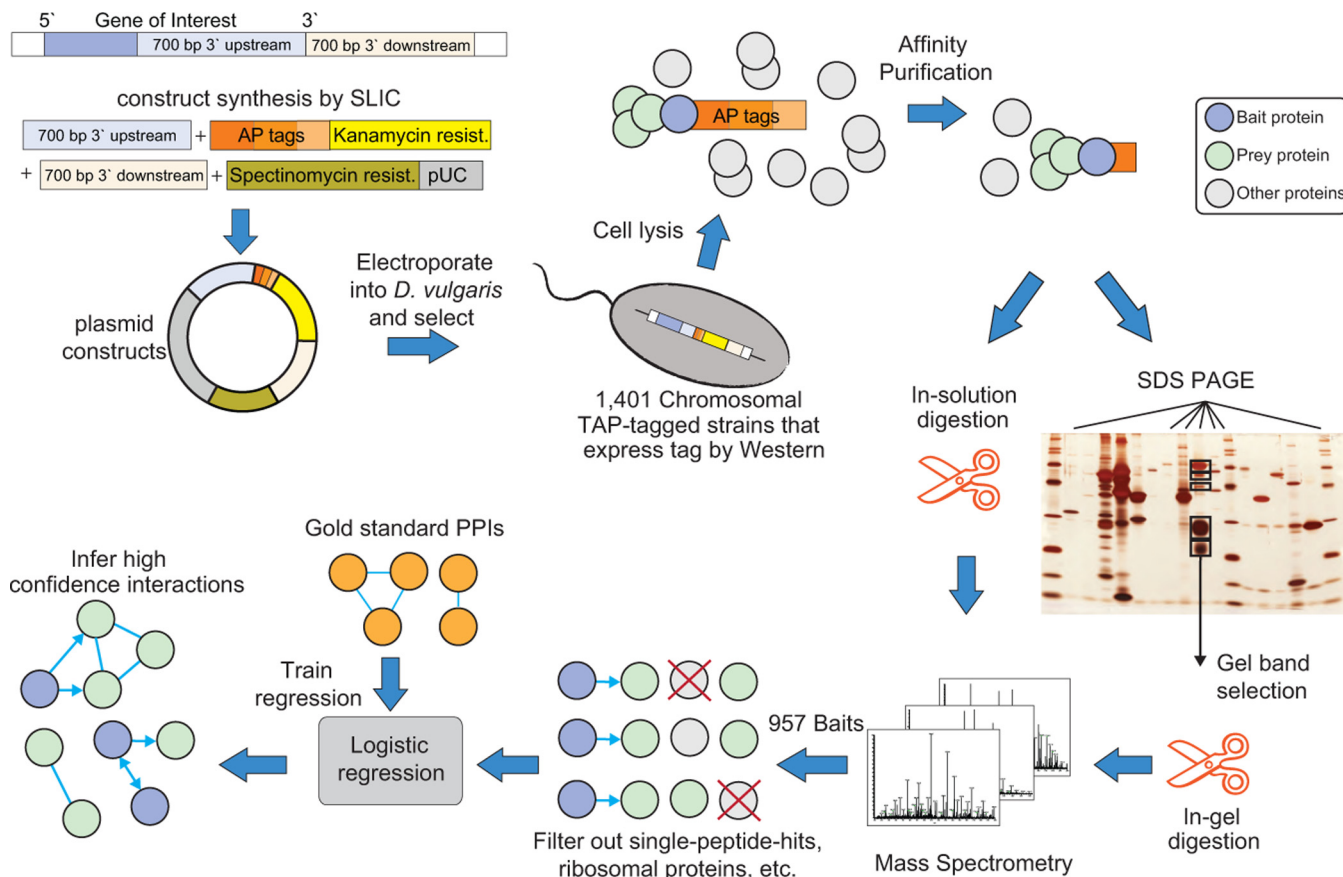 5`
Gene of Interest
3`
700 bp 3` upstream
700 bp 3` downstream
construct synthesis by SLIC
700 bp 3` upstream
+
AP tags
Kanamycin resist.
+
700 bp 3` downstream
+
Spectinomycin resist.
pUC
plasmid
constructs
Electroporate
into D. vulgaris
and select
1,401 Chromosomal
TAP-tagged strains that
express tag by Western
Cell lysis
AP tags
Affinity
Purification
Bait protein
Prey protein
Other proteins
In-solution
digestion
SDS PAGE
Gel band
selection
In-gel
digestion
Mass Spectrometry
957 Baits
Filter out single-peptide-hits,
ribosomal proteins, etc.
Gold standard PPIs
Train
regression
Logistic
regression
Infer high
confidence interactions